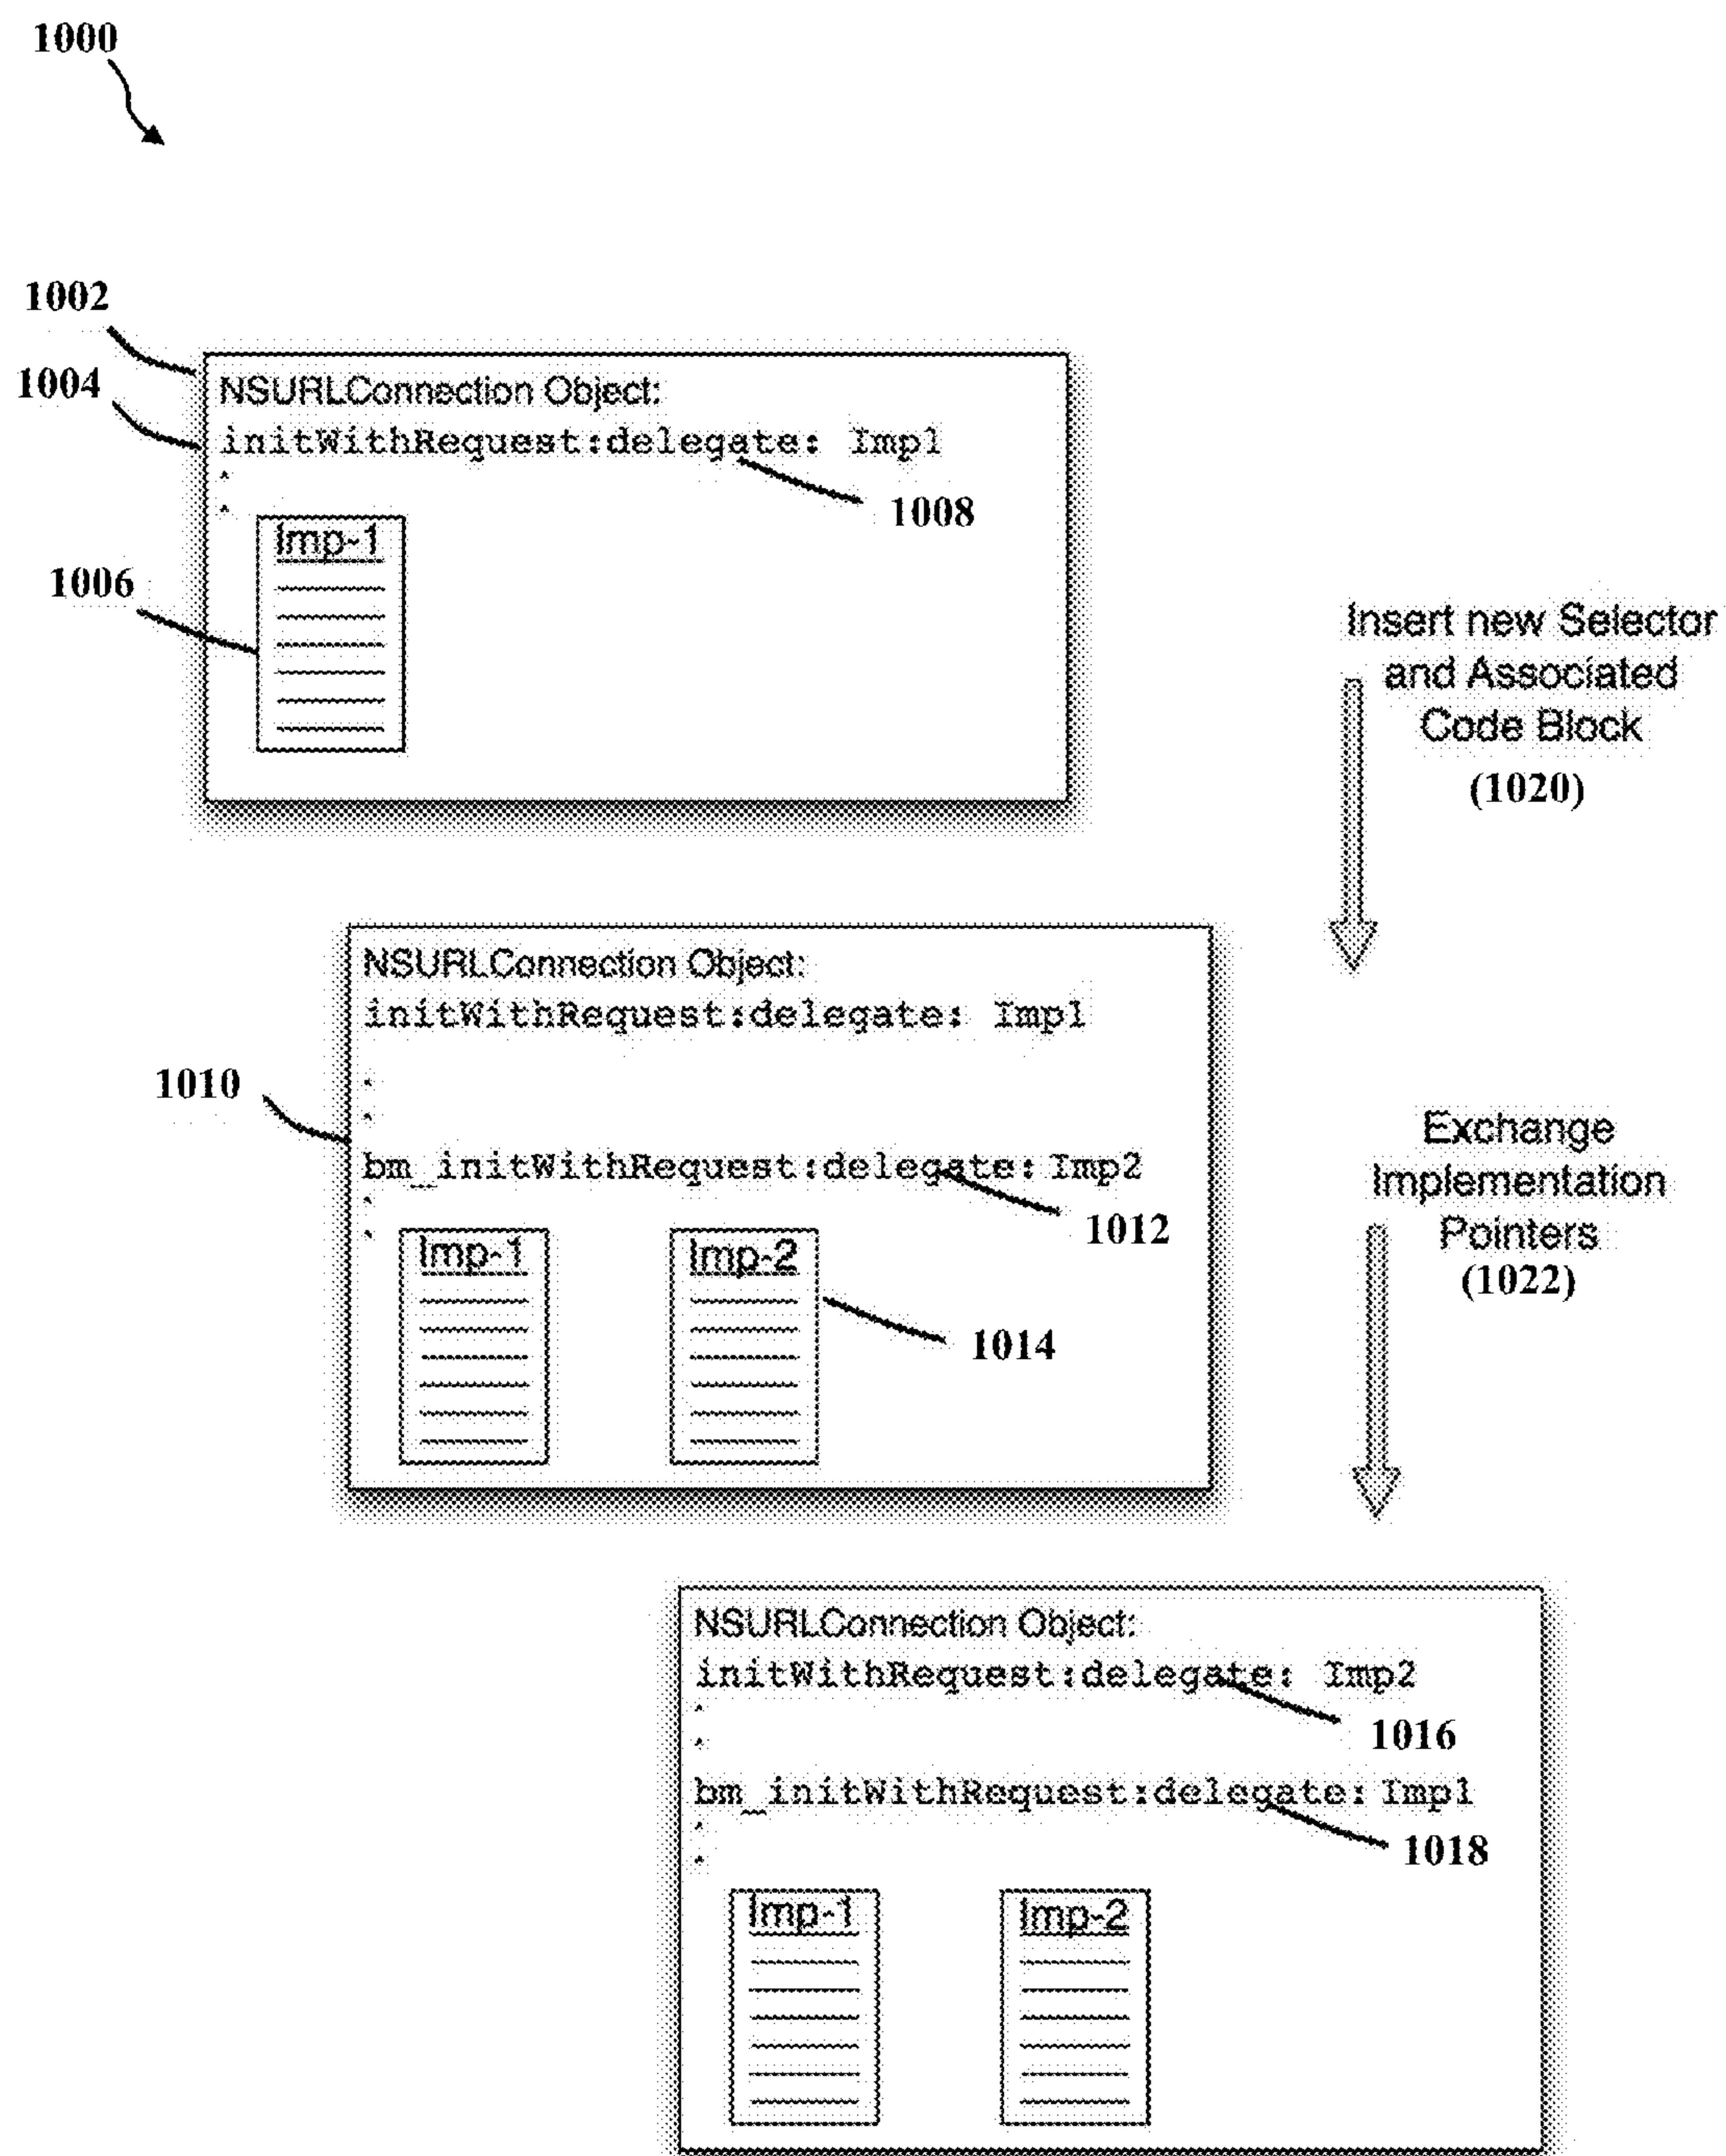 1000
1002
NSURLConnection Object:
1004
initWithRequest:delegate: Imp1
1008
Imp-1
1006
Insert new Selector
and Associated
Code Block
(1020)
NSURLConnection Object:
initWithRequest:delegate: Imp1
1010
bm_initWithRequest:delegate: Imp2
1012
Imp-1
Imp-2
1014
Exchange
Implementation
Pointers
(1022)
NSURLConnection Object:
initWithRequest:delegate: Imp2
1016
bm_initWithRequest:delegate: Imp1
1018
Imp-1
Imp-2